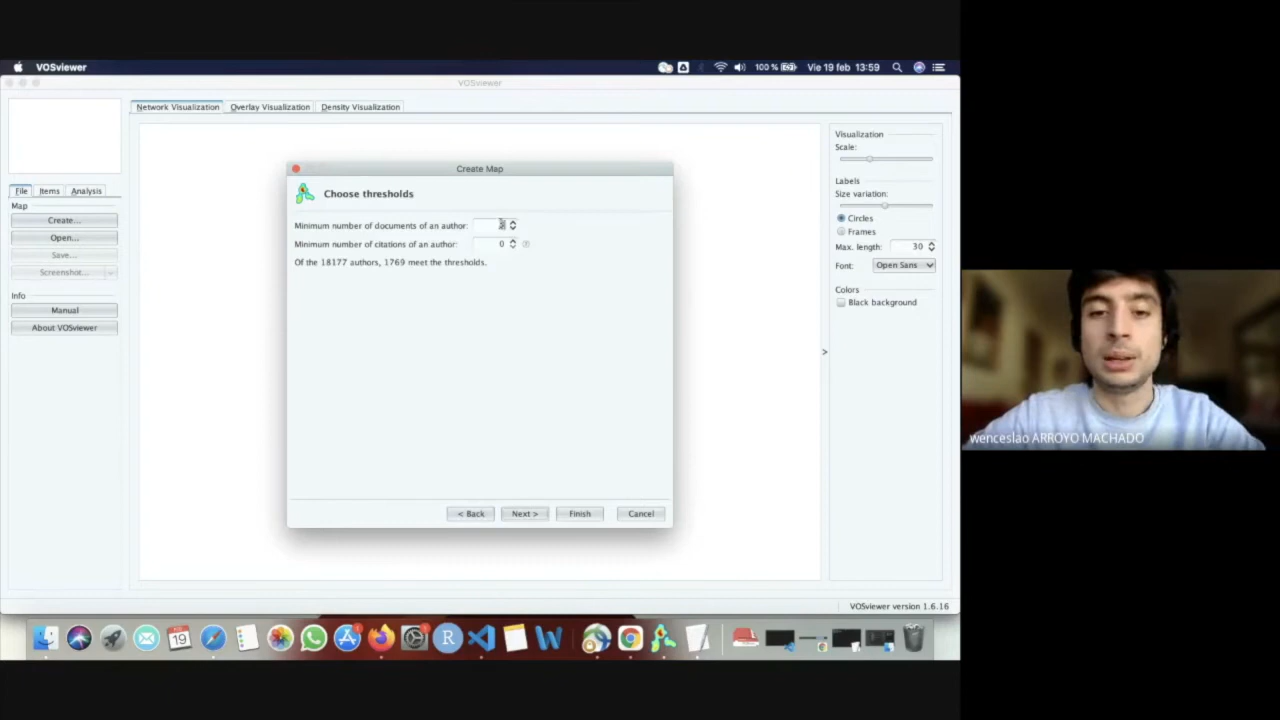 VOSviewer
100 %
Vie 19 feb 13:59
VOSviewer
Network Visualization
Overlay Visualization
Density Visualization
File
Items
Analysis
Map
Create...
Open...
Save...
Screenshot...
Info
Manual
About VOSviewer
Create Map
Choose thresholds
Minimum number of documents of an author:
Minimum number of citations of an author: 0
Of the 18177 authors, 1769 meet the thresholds.
< Back
Next >
Finish
Cancel
>
Visualization
Scale:
Labels
Size variation:
Circles
Frames
Max. length: 30
Font: Open Sans
Colors
Black background
VOSviewer version 1.6.16
wenceslao ARROYO MACHADO
19
R
W